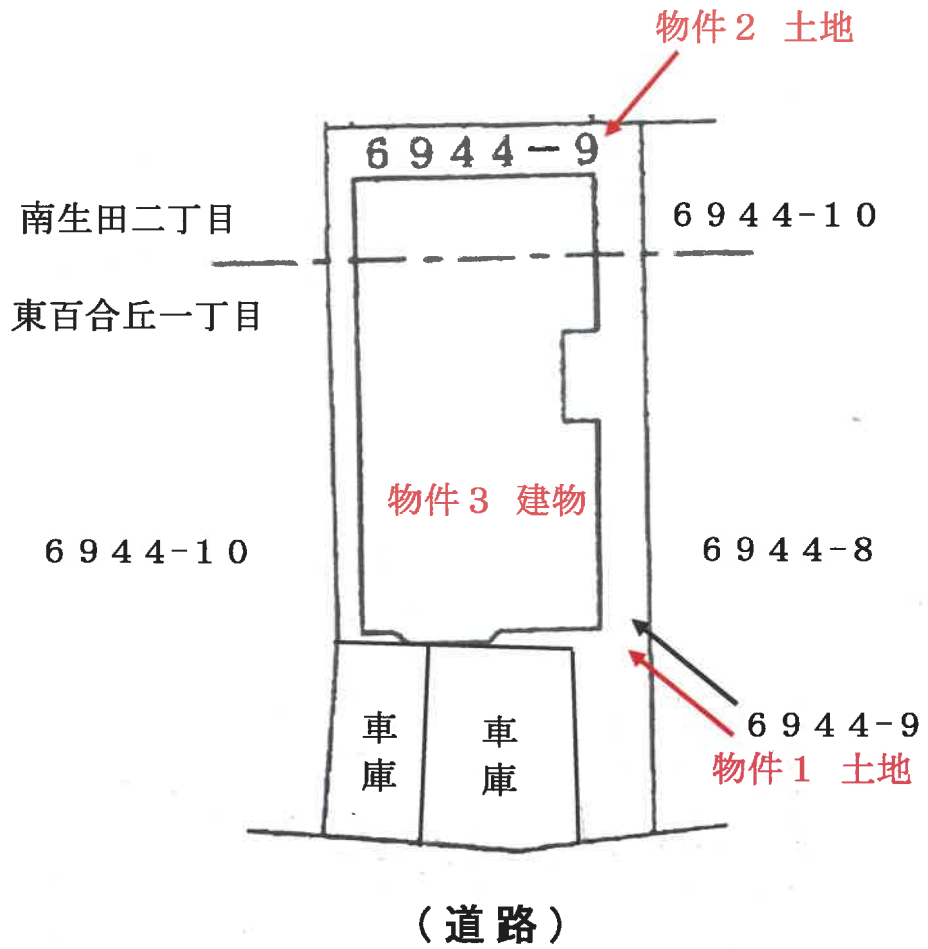 物件２ 土地
６９４４－９
南生田二丁目
６９４４-１０
東百合丘一丁目
物件３ 建物
６９４４-１０
６９４４-８
６９４４-９
物件１ 土地
車庫
車庫
（道路）